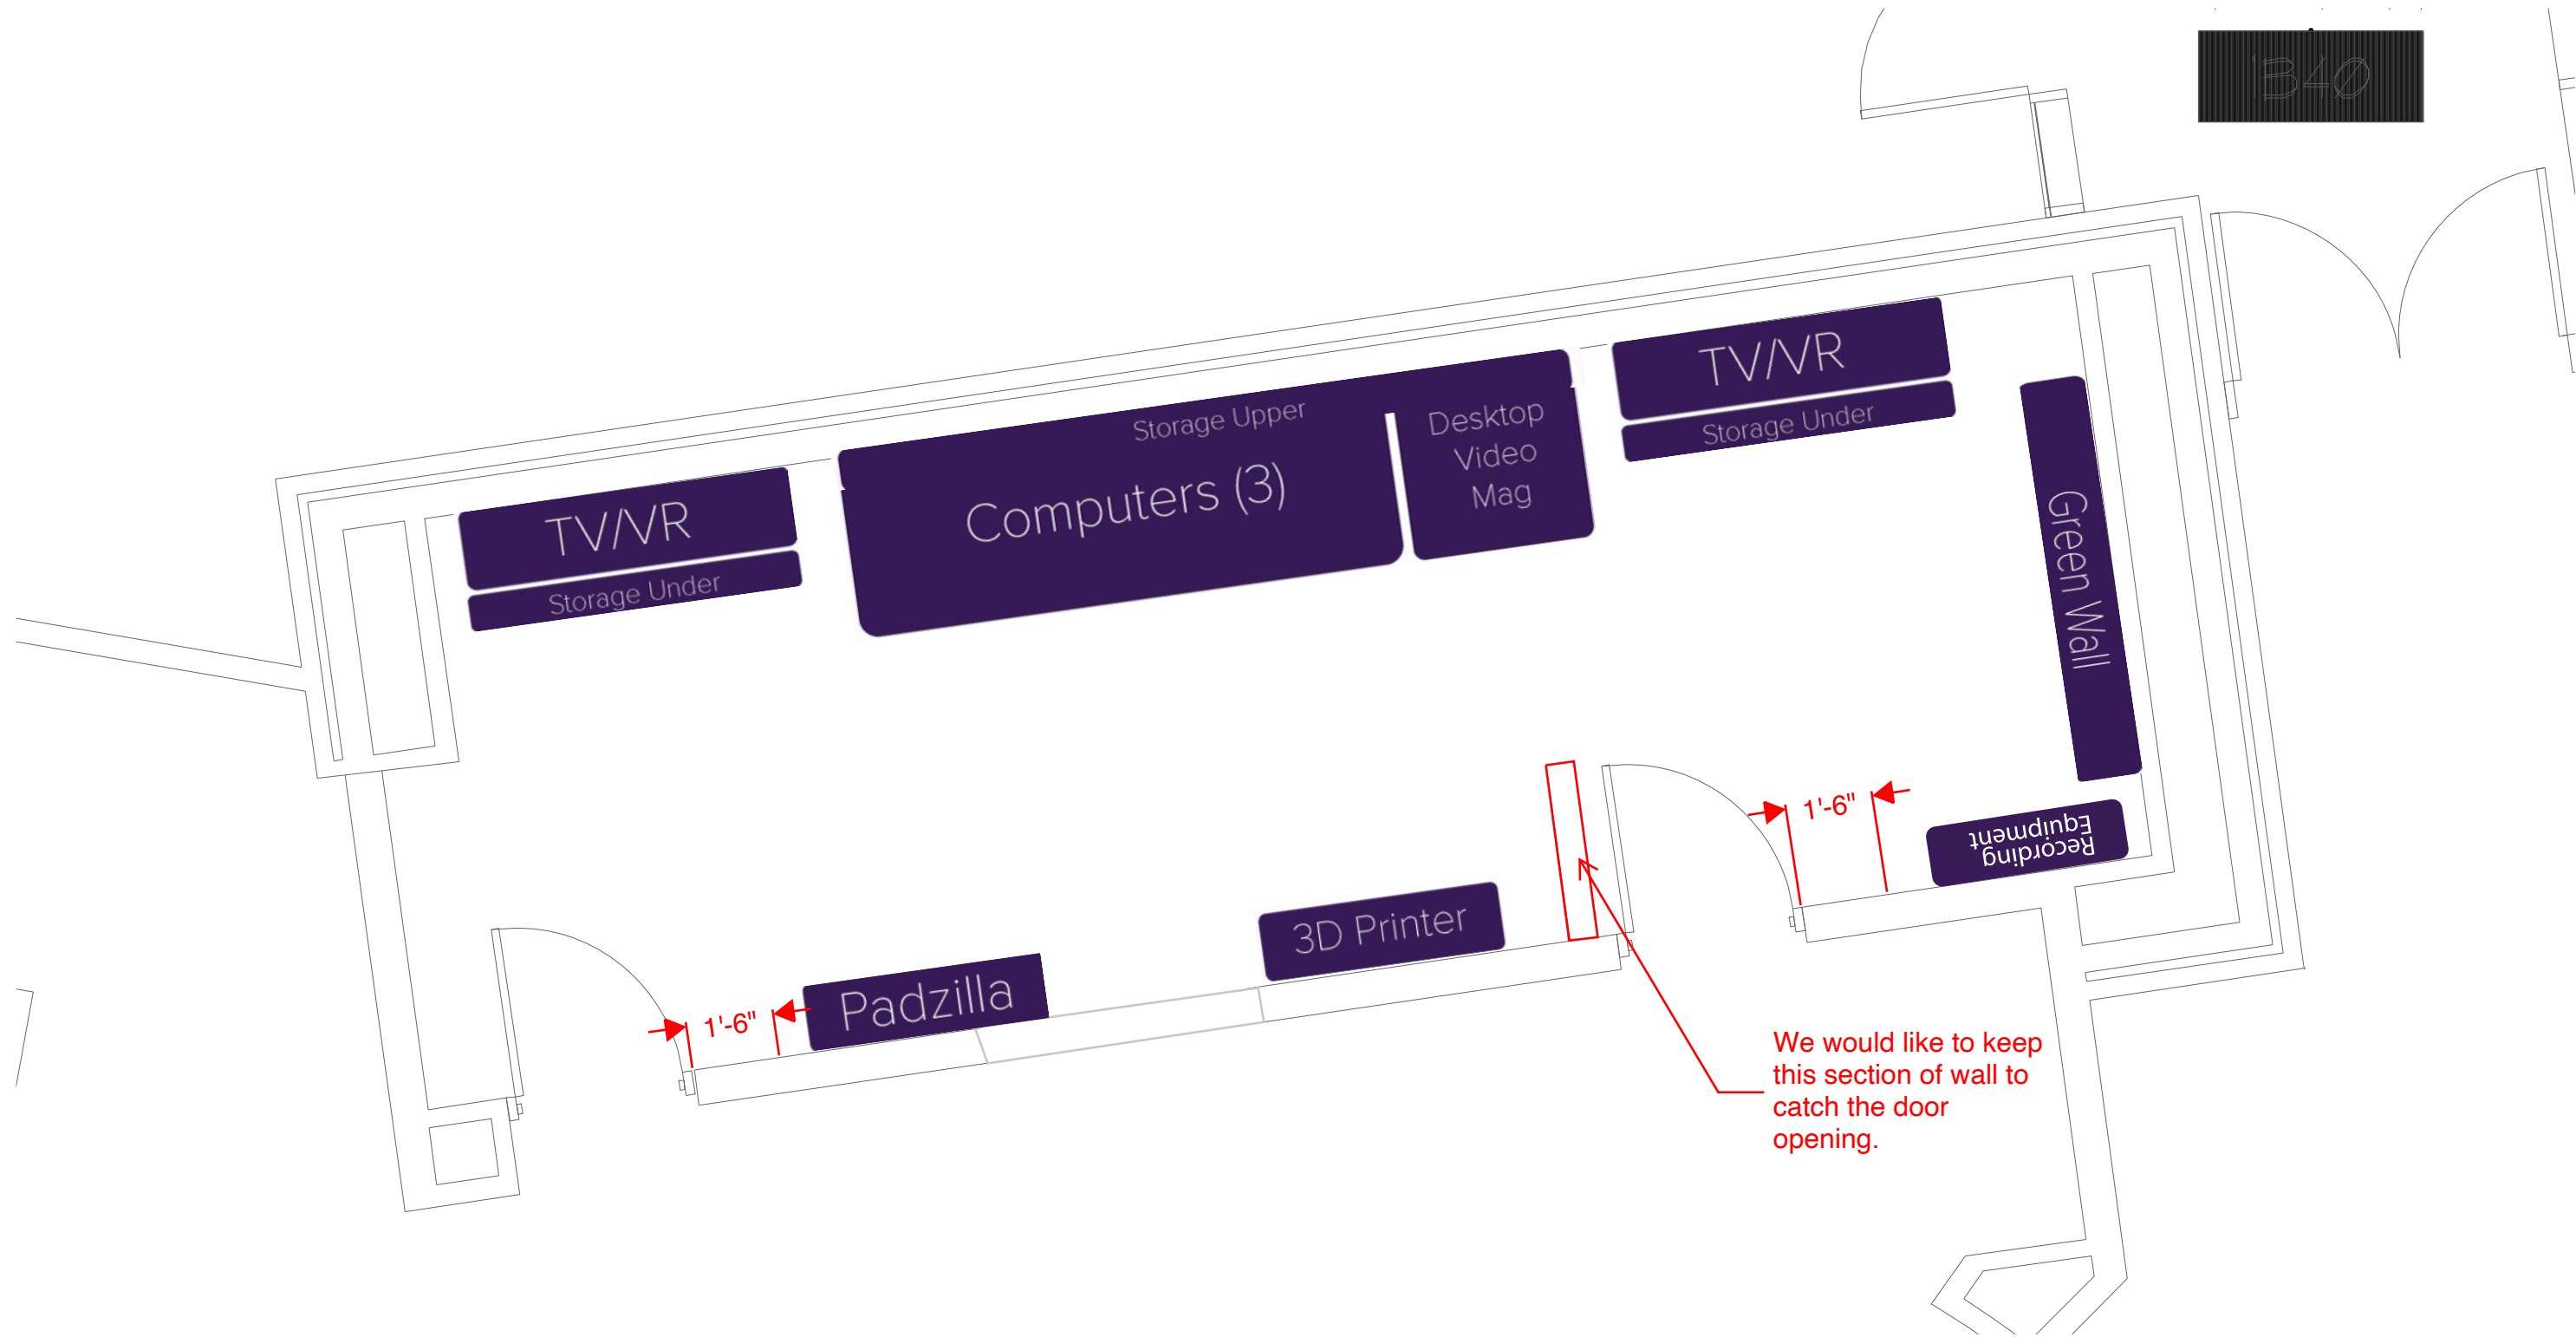 B40
TV/VR
Storage Under
Storage Upper
Computers (3)
Desktop
Video
Mag
TV/VR
Storage Under
Green Wall
Recording
Equipment
1'-6"
3D Printer
Padzilla
1'-6"
We would like to keep
this section of wall to
catch the door
opening.